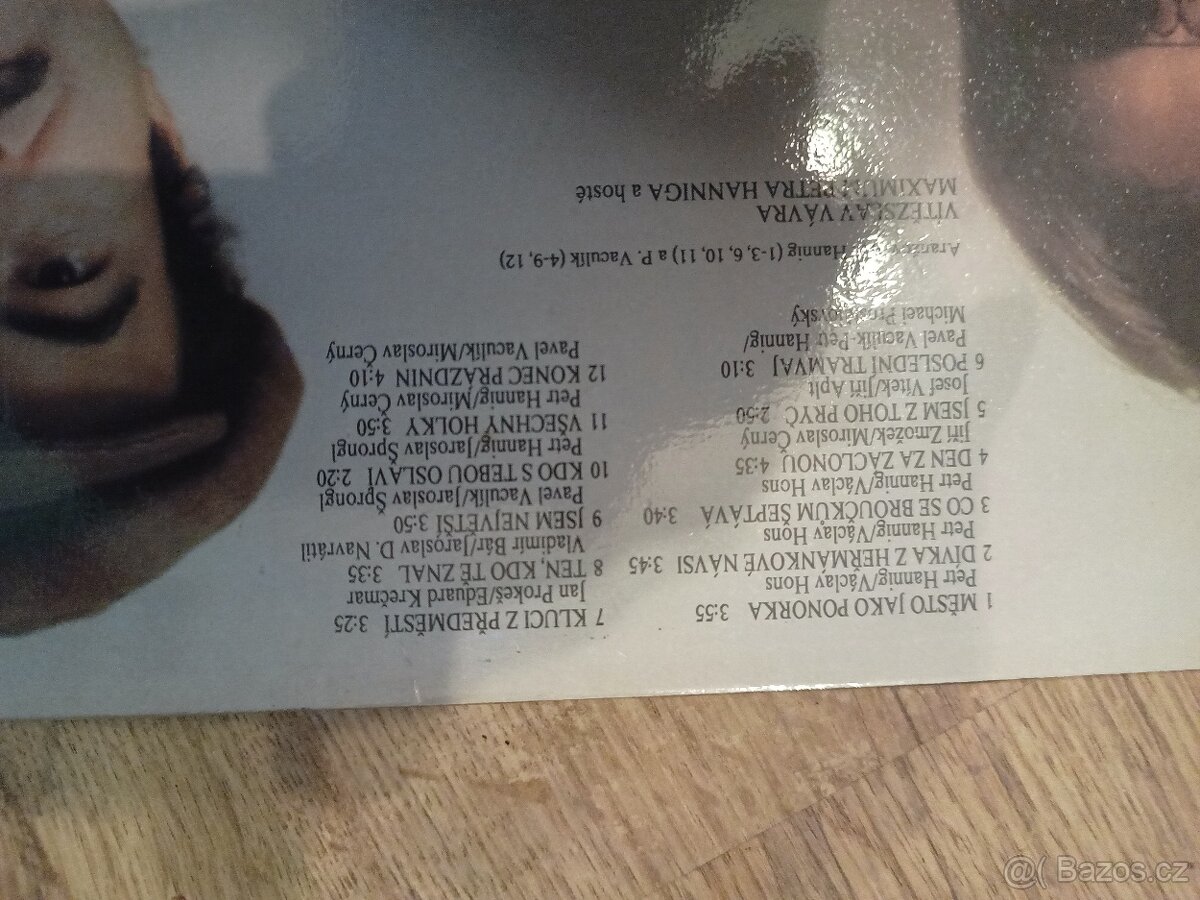 1 MĚSTO JAKO PONORKA 3:55
Petr Hannig/Václav Hons
2 DÍVKA Z HEŘMÁNKOVÉ NÁVSI 3:45
Petr Hannig/Václav Hons
3 CO SE BROUČKŮM ŠEPTÁVÁ 3:40
Petr Hannig/Václav Hons
4 DEN ZA ZÁCLONOU 4:35
Jiří Zmožek/Miroslav Černý
5 JSEM Z TOHO PRYČ 2:50
Josef Vítek/Jiří Aplt
6 POSLEDNÍ TRAMVAJ 3:10
Pavel Vaculík-Petr Hannig/
Michael Prostějovský
7 KLUCI Z PŘEDMĚSTÍ 3:25
Jan Prokeš/Eduard Krečmar
8 TEN, KDO TĚ ZNAL 3:35
Vladimír Bár/Jaroslav D. Navrátil
9 JSEM NEJVĚTŠÍ 3:50
Pavel Vaculík/Jaroslav Šprongl
10 KDO S TEBOU OSLAVÍ 2:20
Petr Hannig/Jaroslav Šprongl
11 VŠECHNY HOLKY 3:50
Petr Hannig/Miroslav Černý
12 KONEC PRÁZDNIN 4:10
Pavel Vaculík/Miroslav Černý
Hannig (1-3, 6, 10, 11) a P. Vaculík (4-9, 12)
VÍTĚZSLAV VÁVRA
MAXIMUM PETRA HANNIGA a hosté
@( Bazos.cz